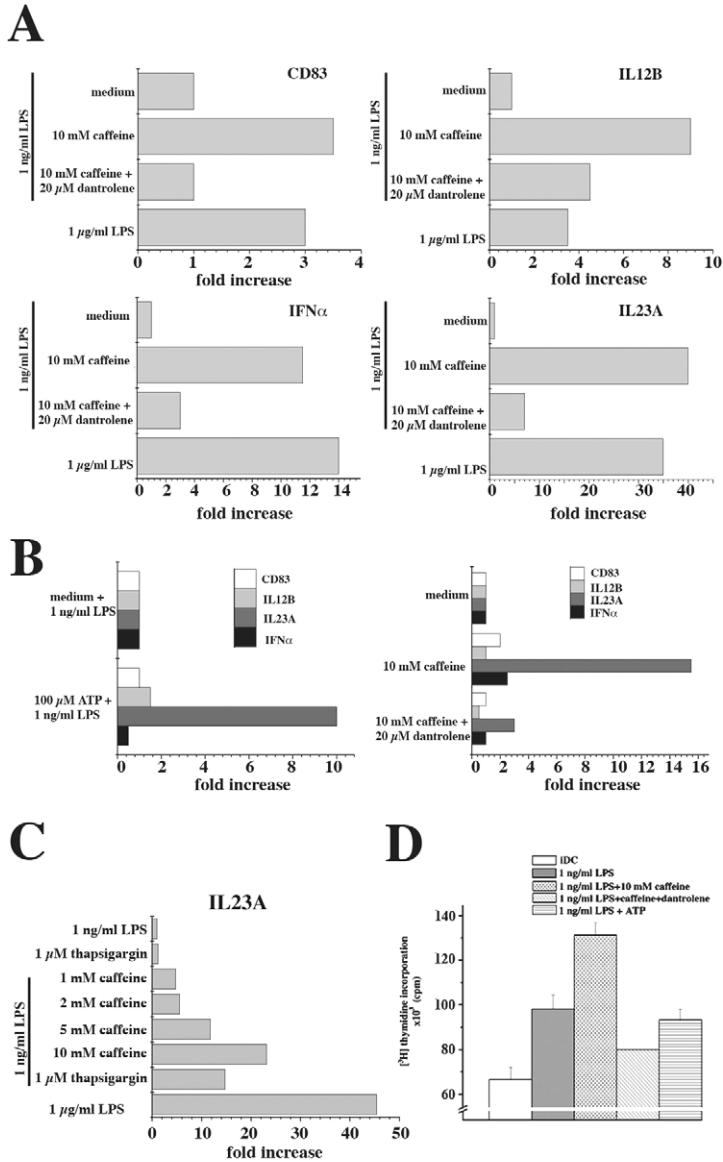 A
CD83
1 ng/ml LPS
medium
10 mM caffeine
10 mM caffeine +
20 µM dantrolene
1 µg/ml LPS
0 1 2 3 4
fold increase
IL12B
1 ng/ml LPS
medium
10 mM caffeine
10 mM caffeine +
20 µM dantrolene
1 µg/ml LPS
0 2 4 6 8 10
fold increase
IFNα
1 ng/ml LPS
medium
10 mM caffeine
10 mM caffeine +
20 µM dantrolene
1 µg/ml LPS
0 2 4 6 8 10 12 14
fold increase
IL23A
1 ng/ml LPS
medium
10 mM caffeine
10 mM caffeine +
20 µM dantrolene
1 µg/ml LPS
0 10 20 30 40
fold increase
B
CD83
IL12B
IL23A
IFNα
medium +
1 ng/ml LPS
100 µM ATP +
1 ng/ml LPS
0 2 4 6 8 10
fold increase
CD83
IL12B
IL23A
IFNα
medium
10 mM caffeine
10 mM caffeine +
20 µM dantrolene
0 2 4 6 8 10 12 14 16
fold increase
C
IL23A
1 ng/ml LPS
1 µM thapsigargin
1 ng/ml LPS
1 mM caffeine
2 mM caffeine
5 mM caffeine
10 mM caffeine
1 µM thapsigargin
1 µg/ml LPS
0 10 20 30 40 50
fold increase
D
iDC
1 ng/ml LPS
1 ng/ml LPS+10 mM caffeine
1 ng/ml LPS+caffeine+dantrolene
1 ng/ml LPS + ATP
[³H] thymidine incorporation
x10³ (cpm)
140
120
100
80
60